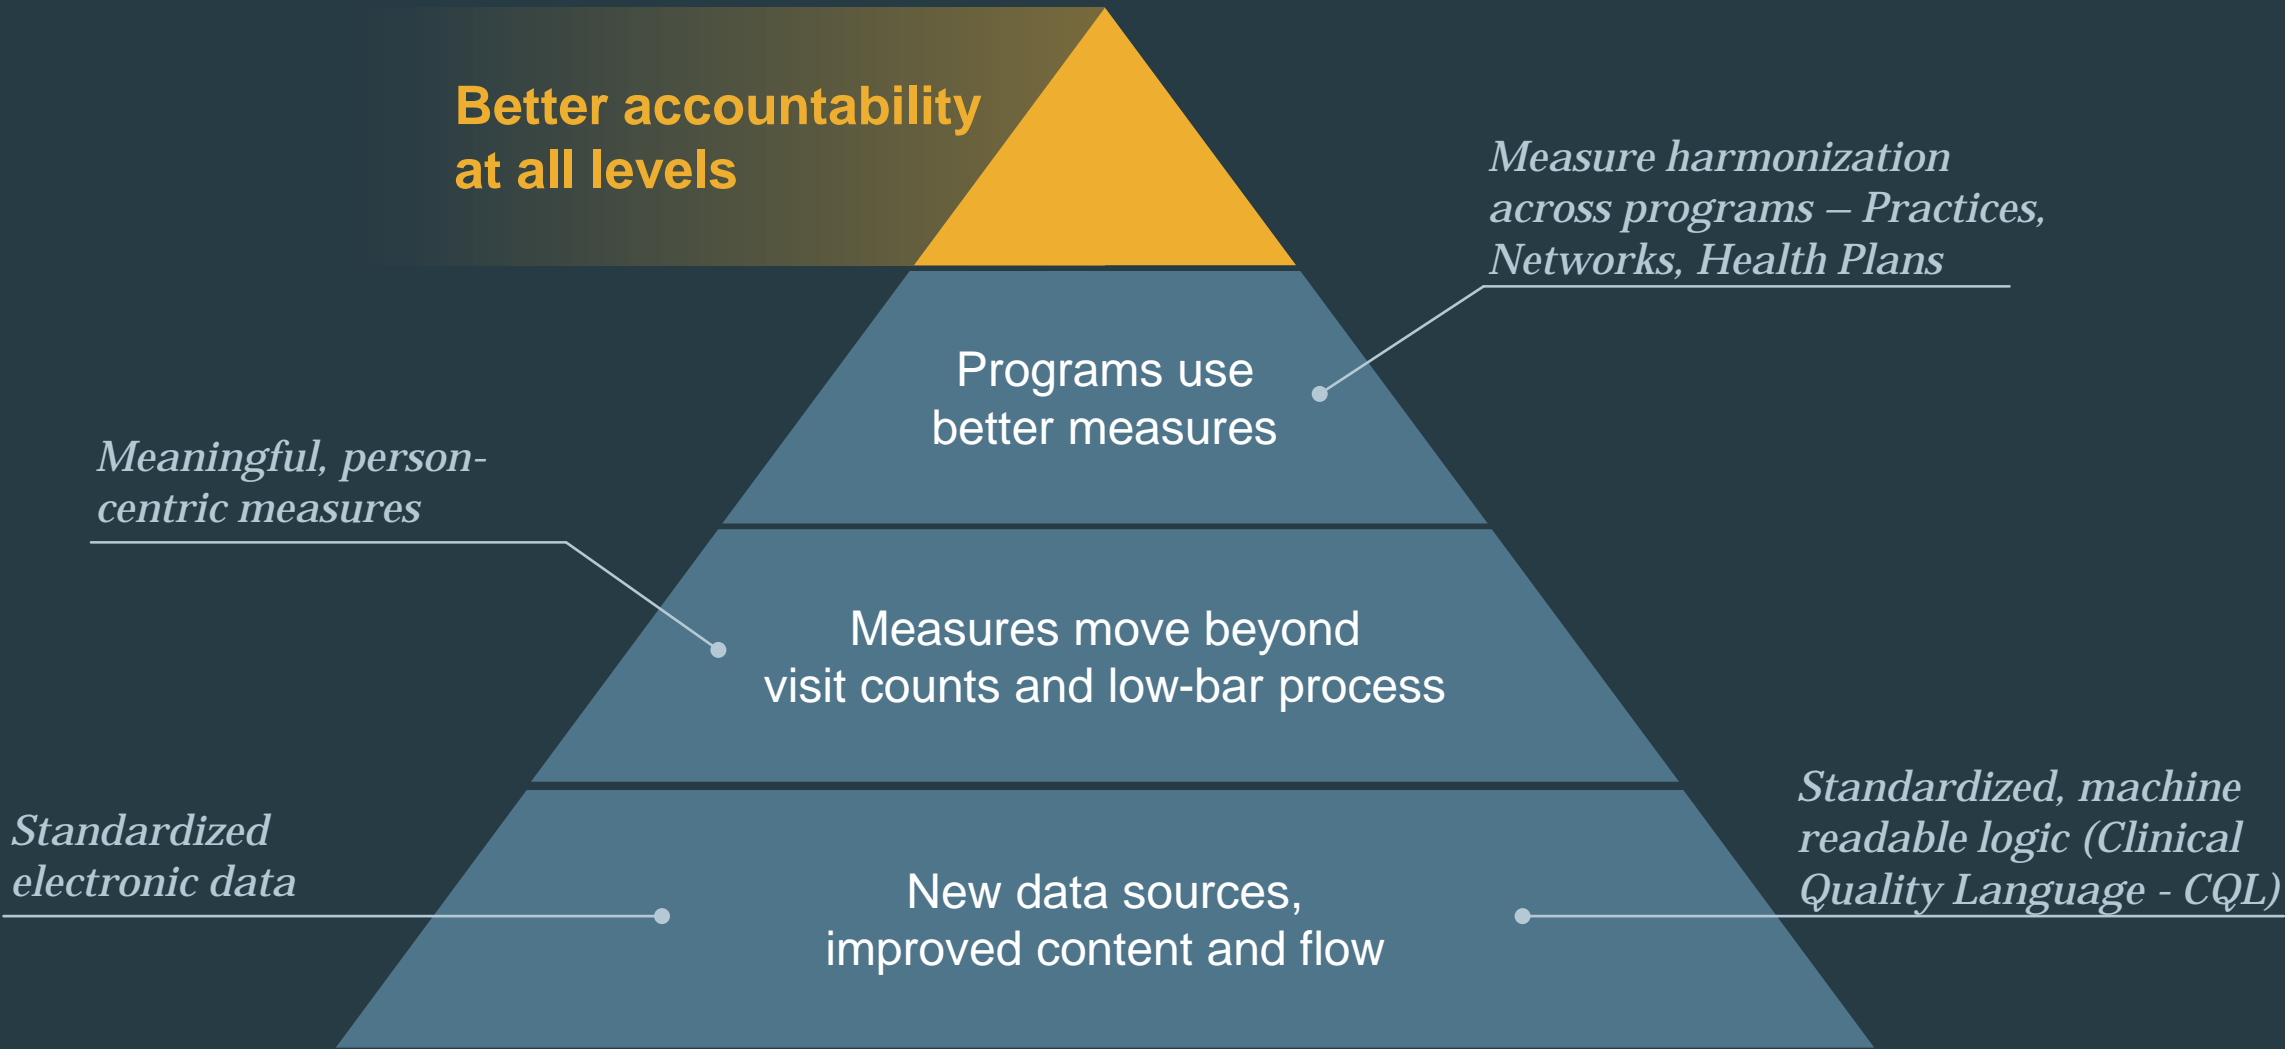 Better accountability
at all levels
Measure harmonization
across programs – Practices,
Networks, Health Plans
Programs use
better measures
Meaningful, person-
centric measures
Measures move beyond
visit counts and low-bar process
Standardized
electronic data
New data sources,
improved content and flow
Standardized, machine
readable logic (Clinical
Quality Language - CQL)